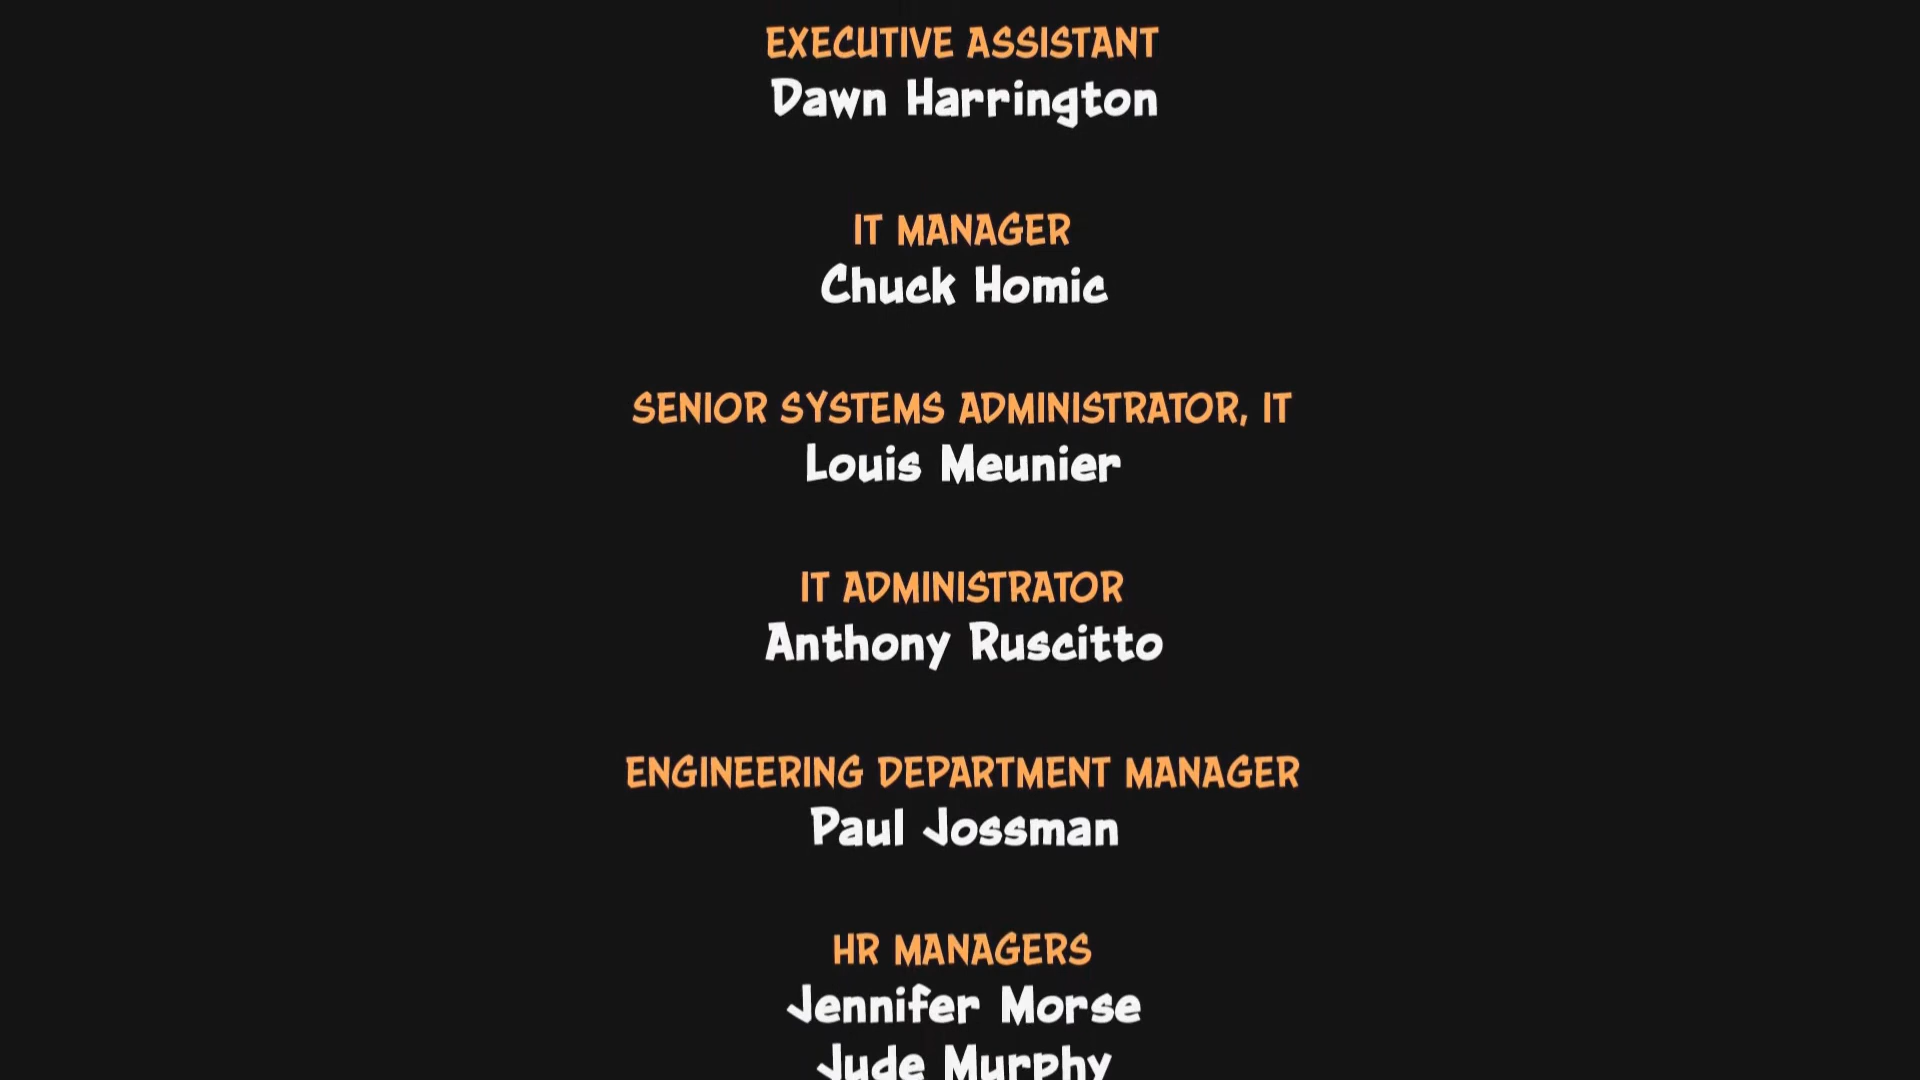 EXECUTIVE ASSISTANT
Dawn Harrington
IT MANAGER
Chuck Homic
SENIOR SYSTEMS ADMINISTRATOR, IT
Louis Meunier
IT ADMINISTRATOR
Anthony Ruscitto
ENGINEERING DEPARTMENT MANAGER
Paul Jossman
HR MANAGERS
Jennifer Morse
Jude Murphy